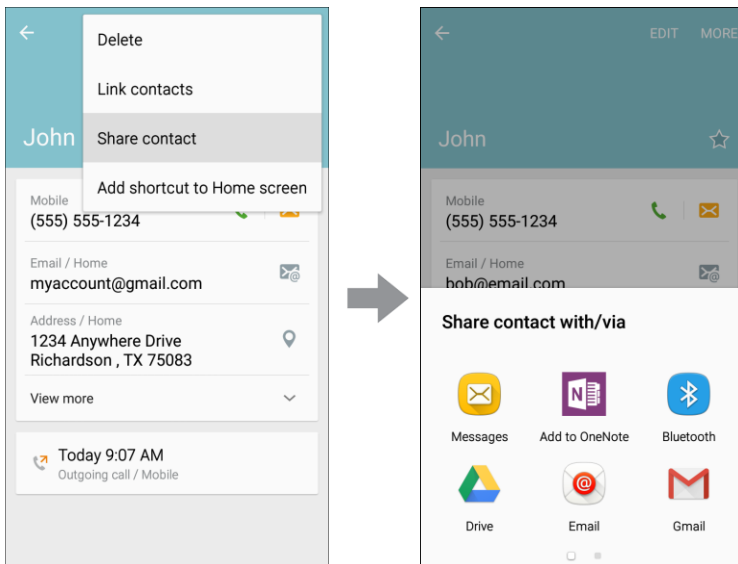 Delete
Link contacts
Share contact
Add shortcut to Home screen
John
Mobile
(555) 555-1234
Email / Home
myaccount@gmail.com
Address / Home
1234 Anywhere Drive
Richardson , TX 75083
View more
Today 9:07 AM
Outgoing call / Mobile
EDIT MORE
John
Mobile
(555) 555-1234
Email / Home
bob@email.com
Share contact with/via
Messages Add to OneNote Bluetooth
Drive Email Gmail